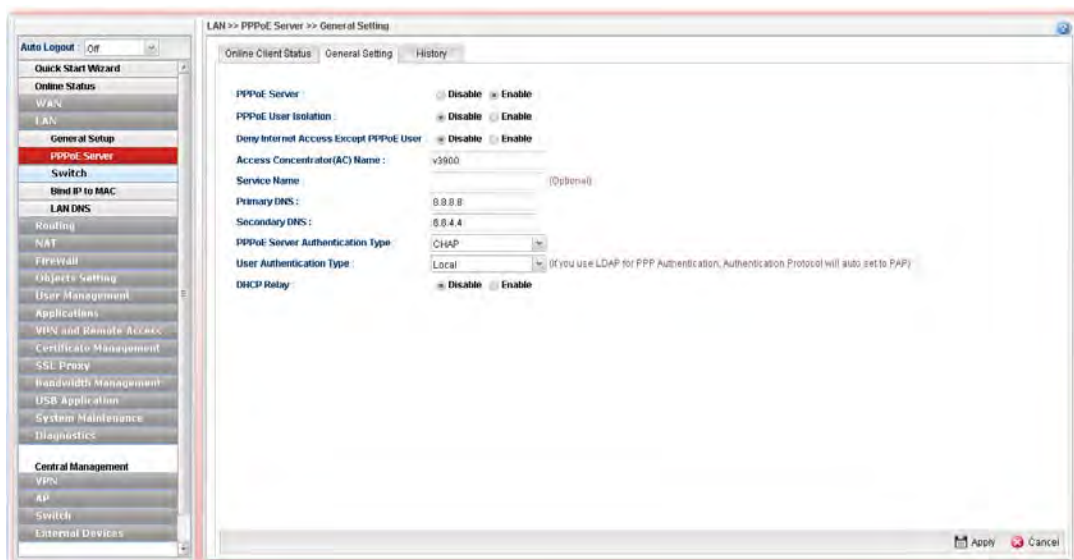 LAN >> PPPoE Server >> General Setting
Auto Logout : Off
Quick Start Wizard
Online Status
WAN
LAN
General Setup
PPPoE Server
Switch
Bind IP to MAC
LAN DNS
Routing
NAT
Firewall
Objects Setting
User Management
Applications
VPN and Remote Access
Certificate Management
SSL Proxy
Bandwidth Management
USB Application
System Maintenance
Diagnostics
Central Management
VPN
AP
Switch
External Devices
Online Client Status General Setting History
PPPoE Server : Disable Enable
PPPoE User Isolation : Disable Enable
Deny Internet Access Except PPPoE User : Disable Enable
Access Concentrator(AC) Name : v3900
Service Name : (Optional)
Primary DNS : 8.8.8.8
Secondary DNS : 8.8.4.4
PPPoE Server Authentication Type : CHAP
User Authentication Type : Local (If you use LDAP for PPP Authentication, Authentication Protocol will auto set to PAP)
DHCP Relay : Disable Enable
Apply Cancel